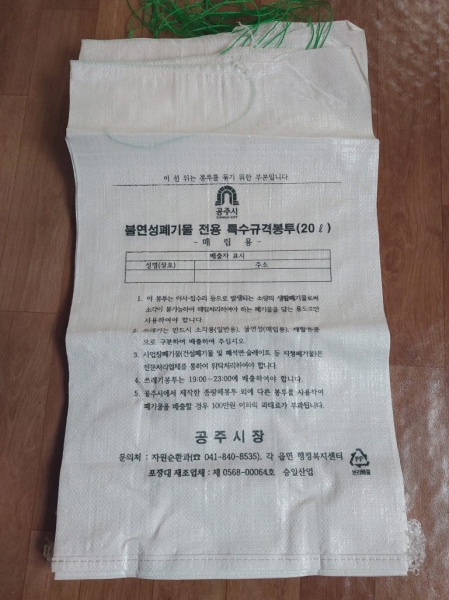 이 선 위는 봉투를 묶기 위한 부분입니다.
공주시
불연성폐기물 전용 특수규격봉투(20ℓ)
- 매 립 용 -
배출자 표시
성명(상호) 주소
1. 이 봉투는 이사·집수리 등으로 발생되는 소량의 생활폐기물로써
소각이 불가능하여 매립처리하여야 하는 폐기물을 담는 용도로만
사용하여야 합니다.
2. 쓰레기는 반드시 소각용(일반용), 불연성(매립용), 재활용품
으로 구분하여 배출하여 주십시오.
3. 사업장폐기물(건설폐기물 및 폐석면·슬레이트 등 지정폐기물)은
전문처리업체를 통하여 위탁처리하여야 합니다.
4. 쓰레기봉투는 19:00~23:00에 배출하여야 합니다.
5. 공주시에서 제작한 종량제봉투 외에 다른 봉투를 사용하여
폐기물을 배출할 경우 100만원 이하의 과태료가 부과됩니다.
공 주 시 장
문의처 : 자원순환과(☎ 041-840-8535), 각 읍면 행정복지센터
포장대 제조업체 : 제 0568-00064호 승일산업
PP
분리배출